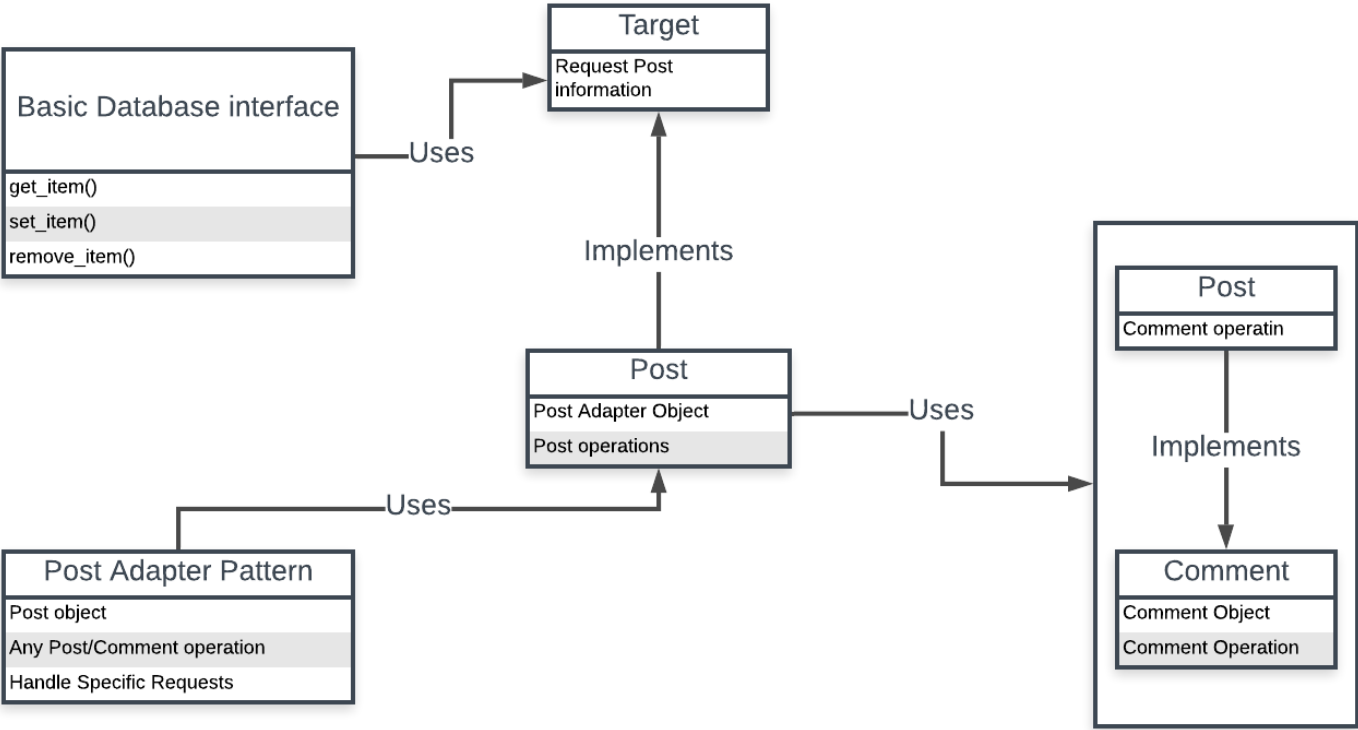 Target
Request Post
information
Basic Database interface
get_item()
set_item()
remove_item()
Uses
Implements
Post
Post Adapter Object
Post operations
Uses
Uses
Post Adapter Pattern
Post object
Any Post/Comment operation
Handle Specific Requests
Post
Comment operatin
Implements
Comment
Comment Object
Comment Operation